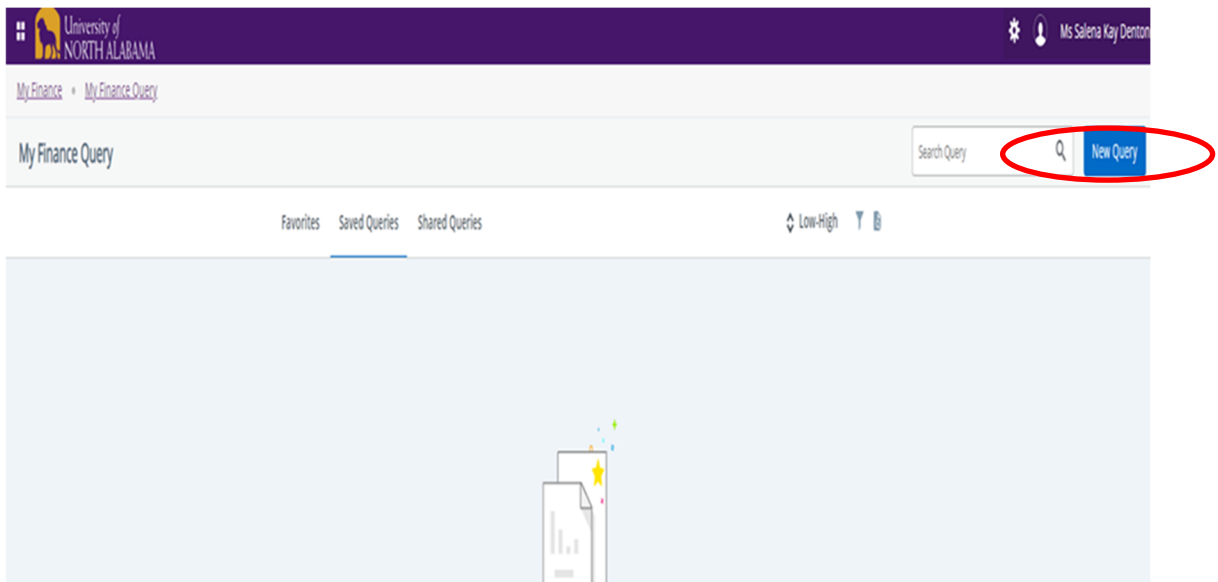 University of
NORTH ALABAMA
Ms Salena Kay Denton
My Finance • My Finance Query
My Finance Query
Search Query
New Query
Favorites Saved Queries Shared Queries
Low-High